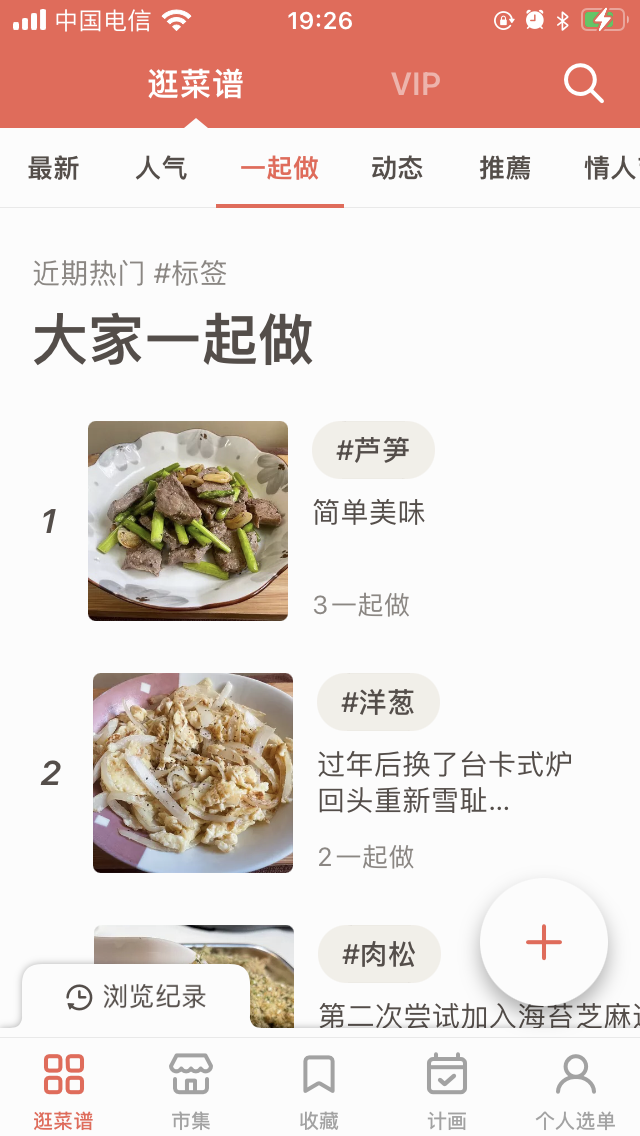 中国电信
19:26
逛菜谱
VIP
最新
人气
一起做
动态
推薦
情人
近期热门 #标签
大家一起做
1
#芦笋
简单美味
3一起做
2
#洋葱
过年后换了台卡式炉
回头重新雪耻...
2一起做
#肉松
第二次尝试加入海苔芝麻
浏览纪录
逛菜谱
市集
收藏
计画
个人选单